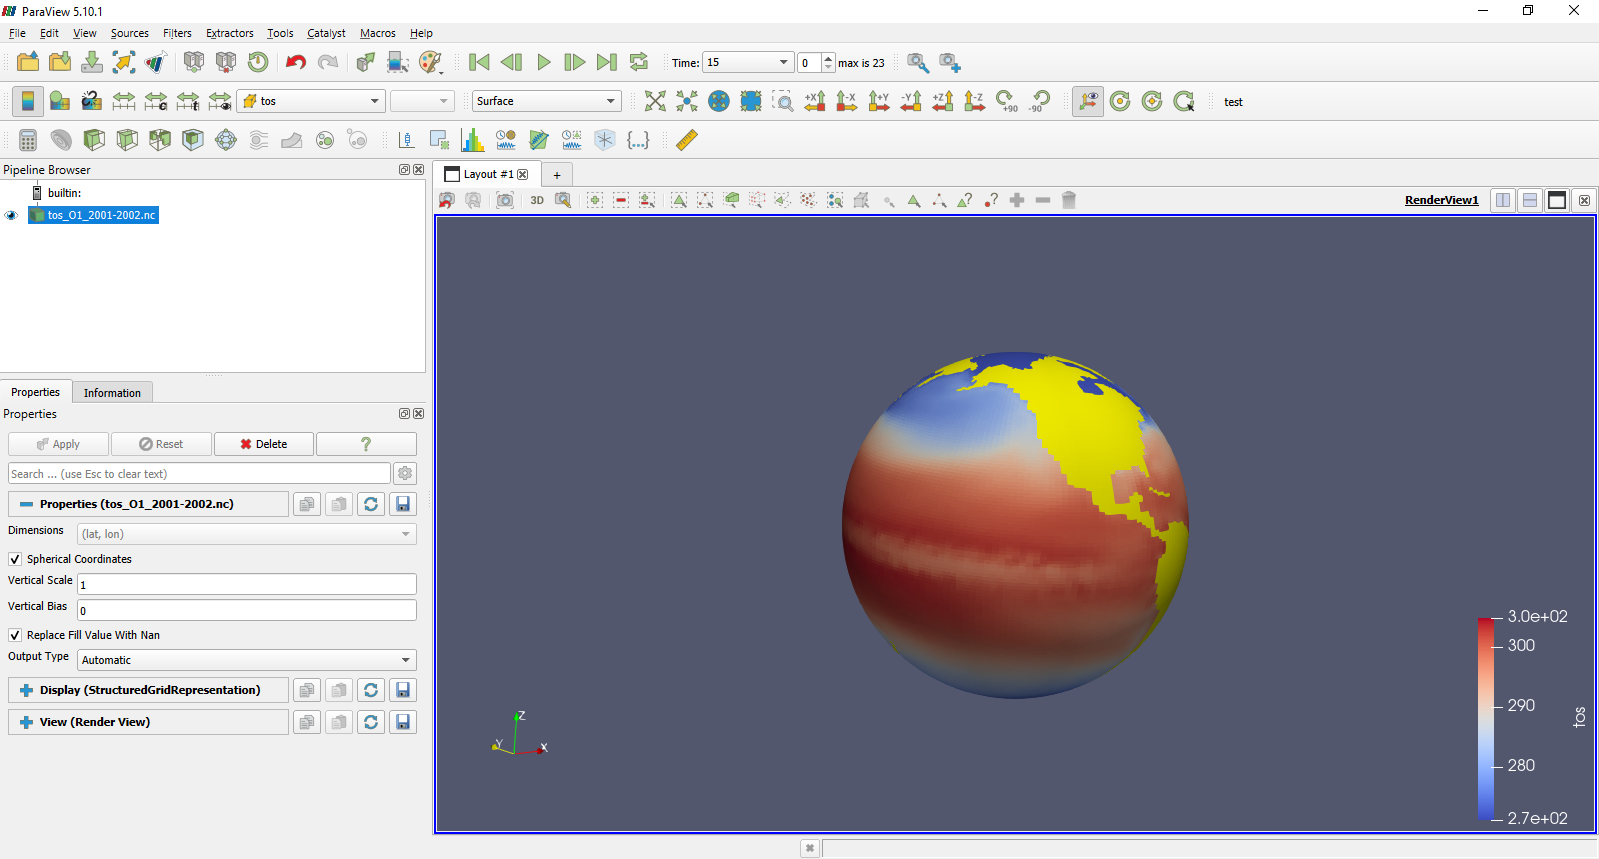 ParaView 5.10.1
File Edit View Sources Filters Extractors Tools Catalyst Macros Help
Time: 15 0 max is 23
tos Surface +X -X +Y -Y +Z -Z +90 -90 test
Pipeline Browser
builtin:
tos_O1_2001-2002.nc
Properties Information
Properties
Apply Reset Delete ?
Search ... (use Esc to clear text)
Properties (tos_O1_2001-2002.nc)
Dimensions (lat, lon)
Spherical Coordinates
Vertical Scale 1
Vertical Bias 0
Replace Fill Value With Nan
Output Type Automatic
Display (StructuredGridRepresentation)
View (Render View)
Layout #1 +
3D RenderView1
3.0e+02
300
290
280
2.7e+02
tos
Z
Y
X